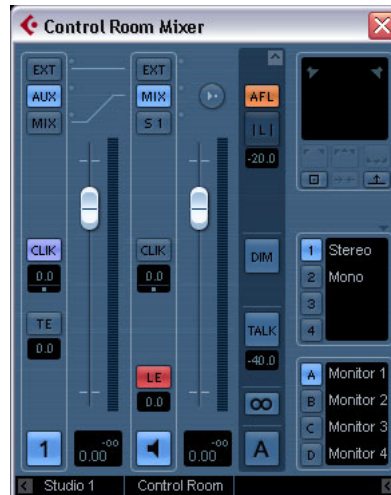 Control Room Mixer
EXT
EXT
AUX
MIX
AFL
MIX
S 1
| L |
-20.0
CLIK
CLIK
DIM
1 Stereo
0.0
0.0
2 Mono
3
TE
TALK
4
0.0
-40.0
LE
A Monitor 1
0.0
B Monitor 2
C Monitor 3
1
-oo
0.00
-oo
0.00
A
D Monitor 4
Studio 1
Control Room